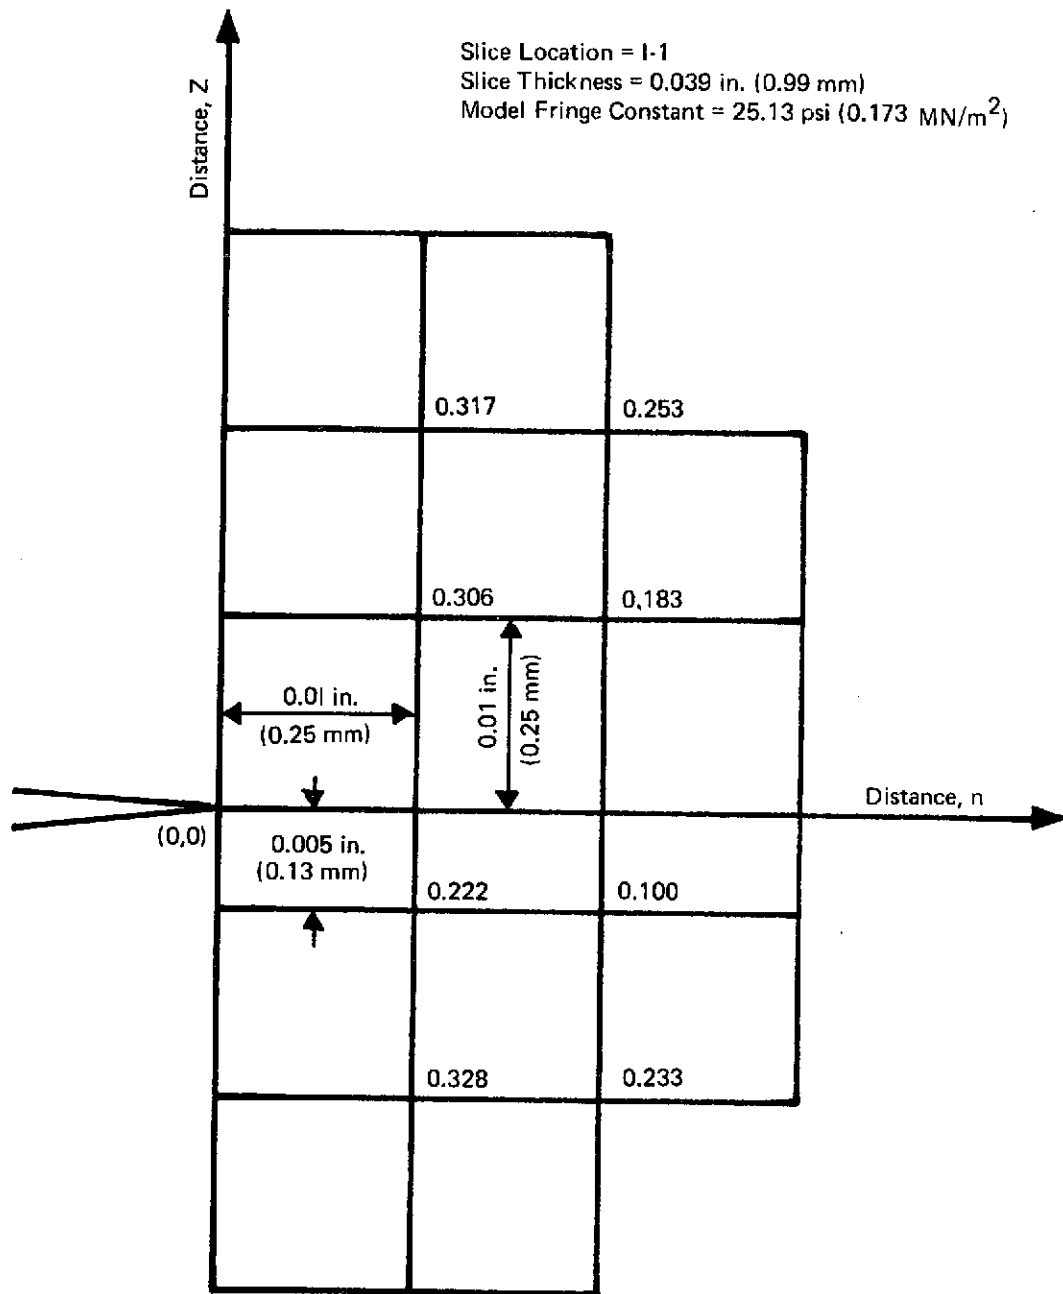 Slice Location = I-1
Slice Thickness = 0.039 in. (0.99 mm)
Model Fringe Constant = 25.13 psi (0.173 MN/m²)
Distance, Z
0.317
0.253
0.306
0.183
0.01 in.
(0.25 mm)
0.01 in.
(0.25 mm)
Distance, n
(0,0)
0.005 in.
(0.13 mm)
0.222
0.100
0.328
0.233